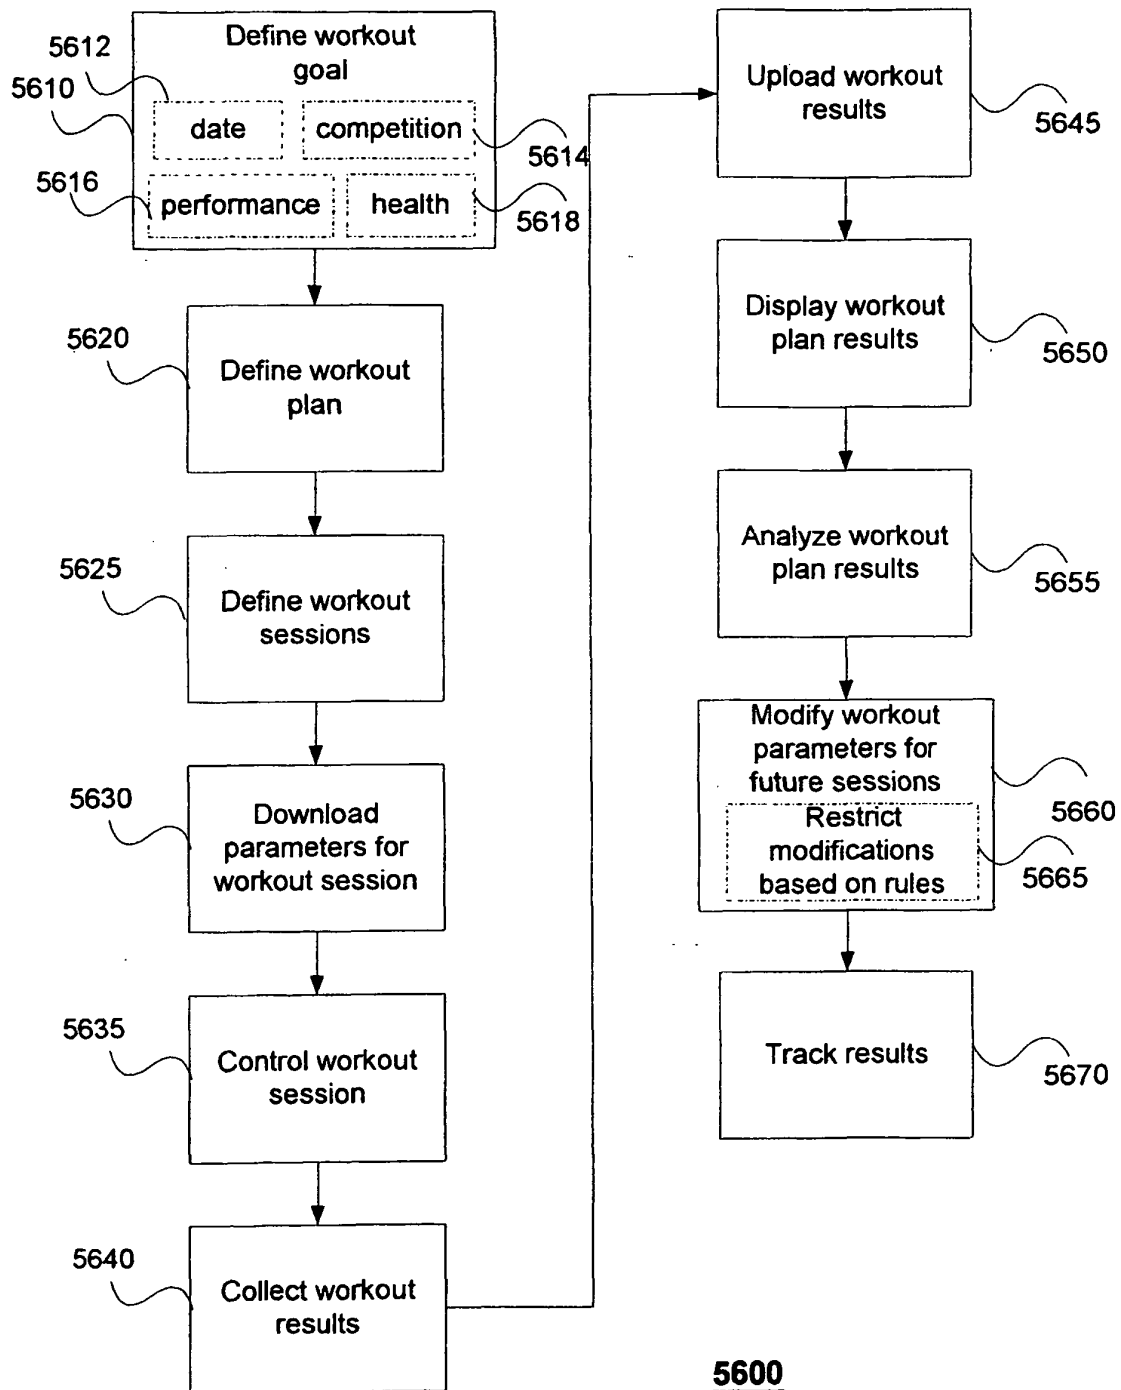 Define workout
goal
5612
5610
date
competition
5614
5616
performance
health
5618
5620
Define workout
plan
5625
Define workout
sessions
5630
Download
parameters for
workout session
5635
Control workout
session
5640
Collect workout
results
Upload workout
results
5645
Display workout
plan results
5650
Analyze workout
plan results
5655
Modify workout
parameters for
future sessions
5660
Restrict
modifications
based on rules
5665
Track results
5670
5600